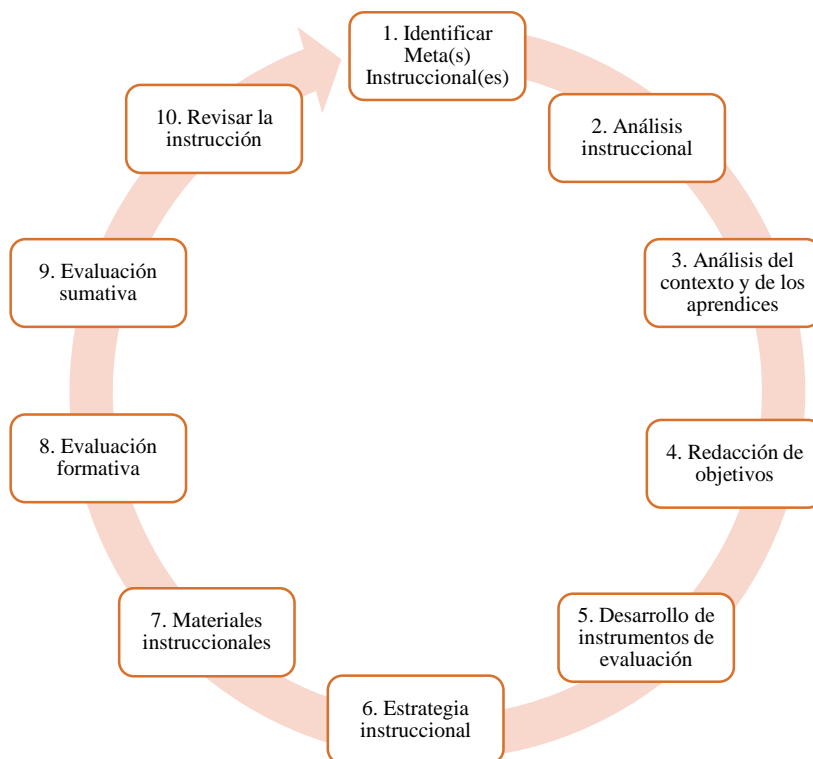 1. Identificar
Meta(s)
Instruccional(es)
2. Análisis
instruccional
3. Análisis del
contexto y de los
aprendices
4. Redacción de
objetivos
5. Desarrollo de
instrumentos de
evaluación
6. Estrategia
instruccional
7. Materiales
instruccionales
8. Evaluación
formativa
9. Evaluación
sumativa
10. Revisar la
instrucción